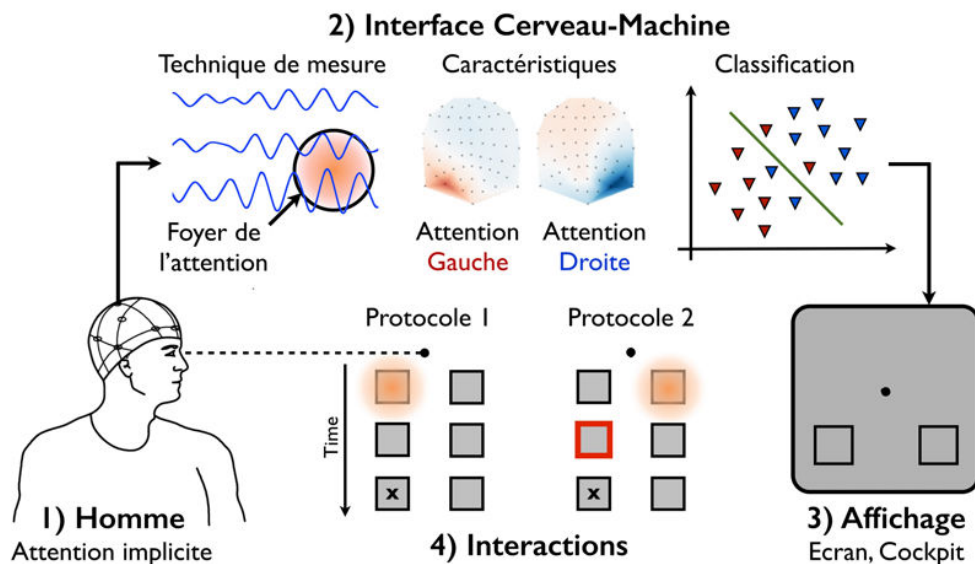 2) Interface Cerveau-Machine
Technique de mesure
Caractéristiques
Classification
Foyer de
l'attention
Attention
Gauche
Attention
Droite
Protocole 1
Protocole 2
Time
x
x
1) Homme
Attention implicite
4) Interactions
3) Affichage
Ecran, Cockpit